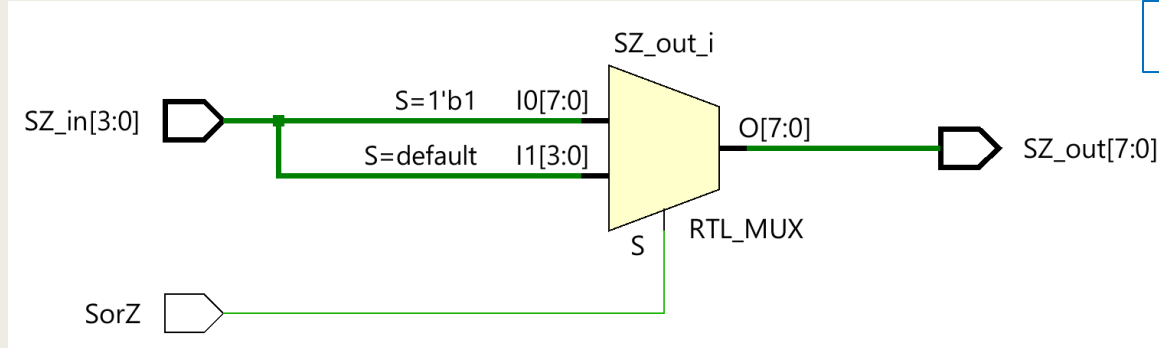 SZ_out_i
SZ_in[3:0]
S=1'b1 I0[7:0]
S=default I1[3:0]
O[7:0]
SZ_out[7:0]
S
RTL_MUX
SorZ